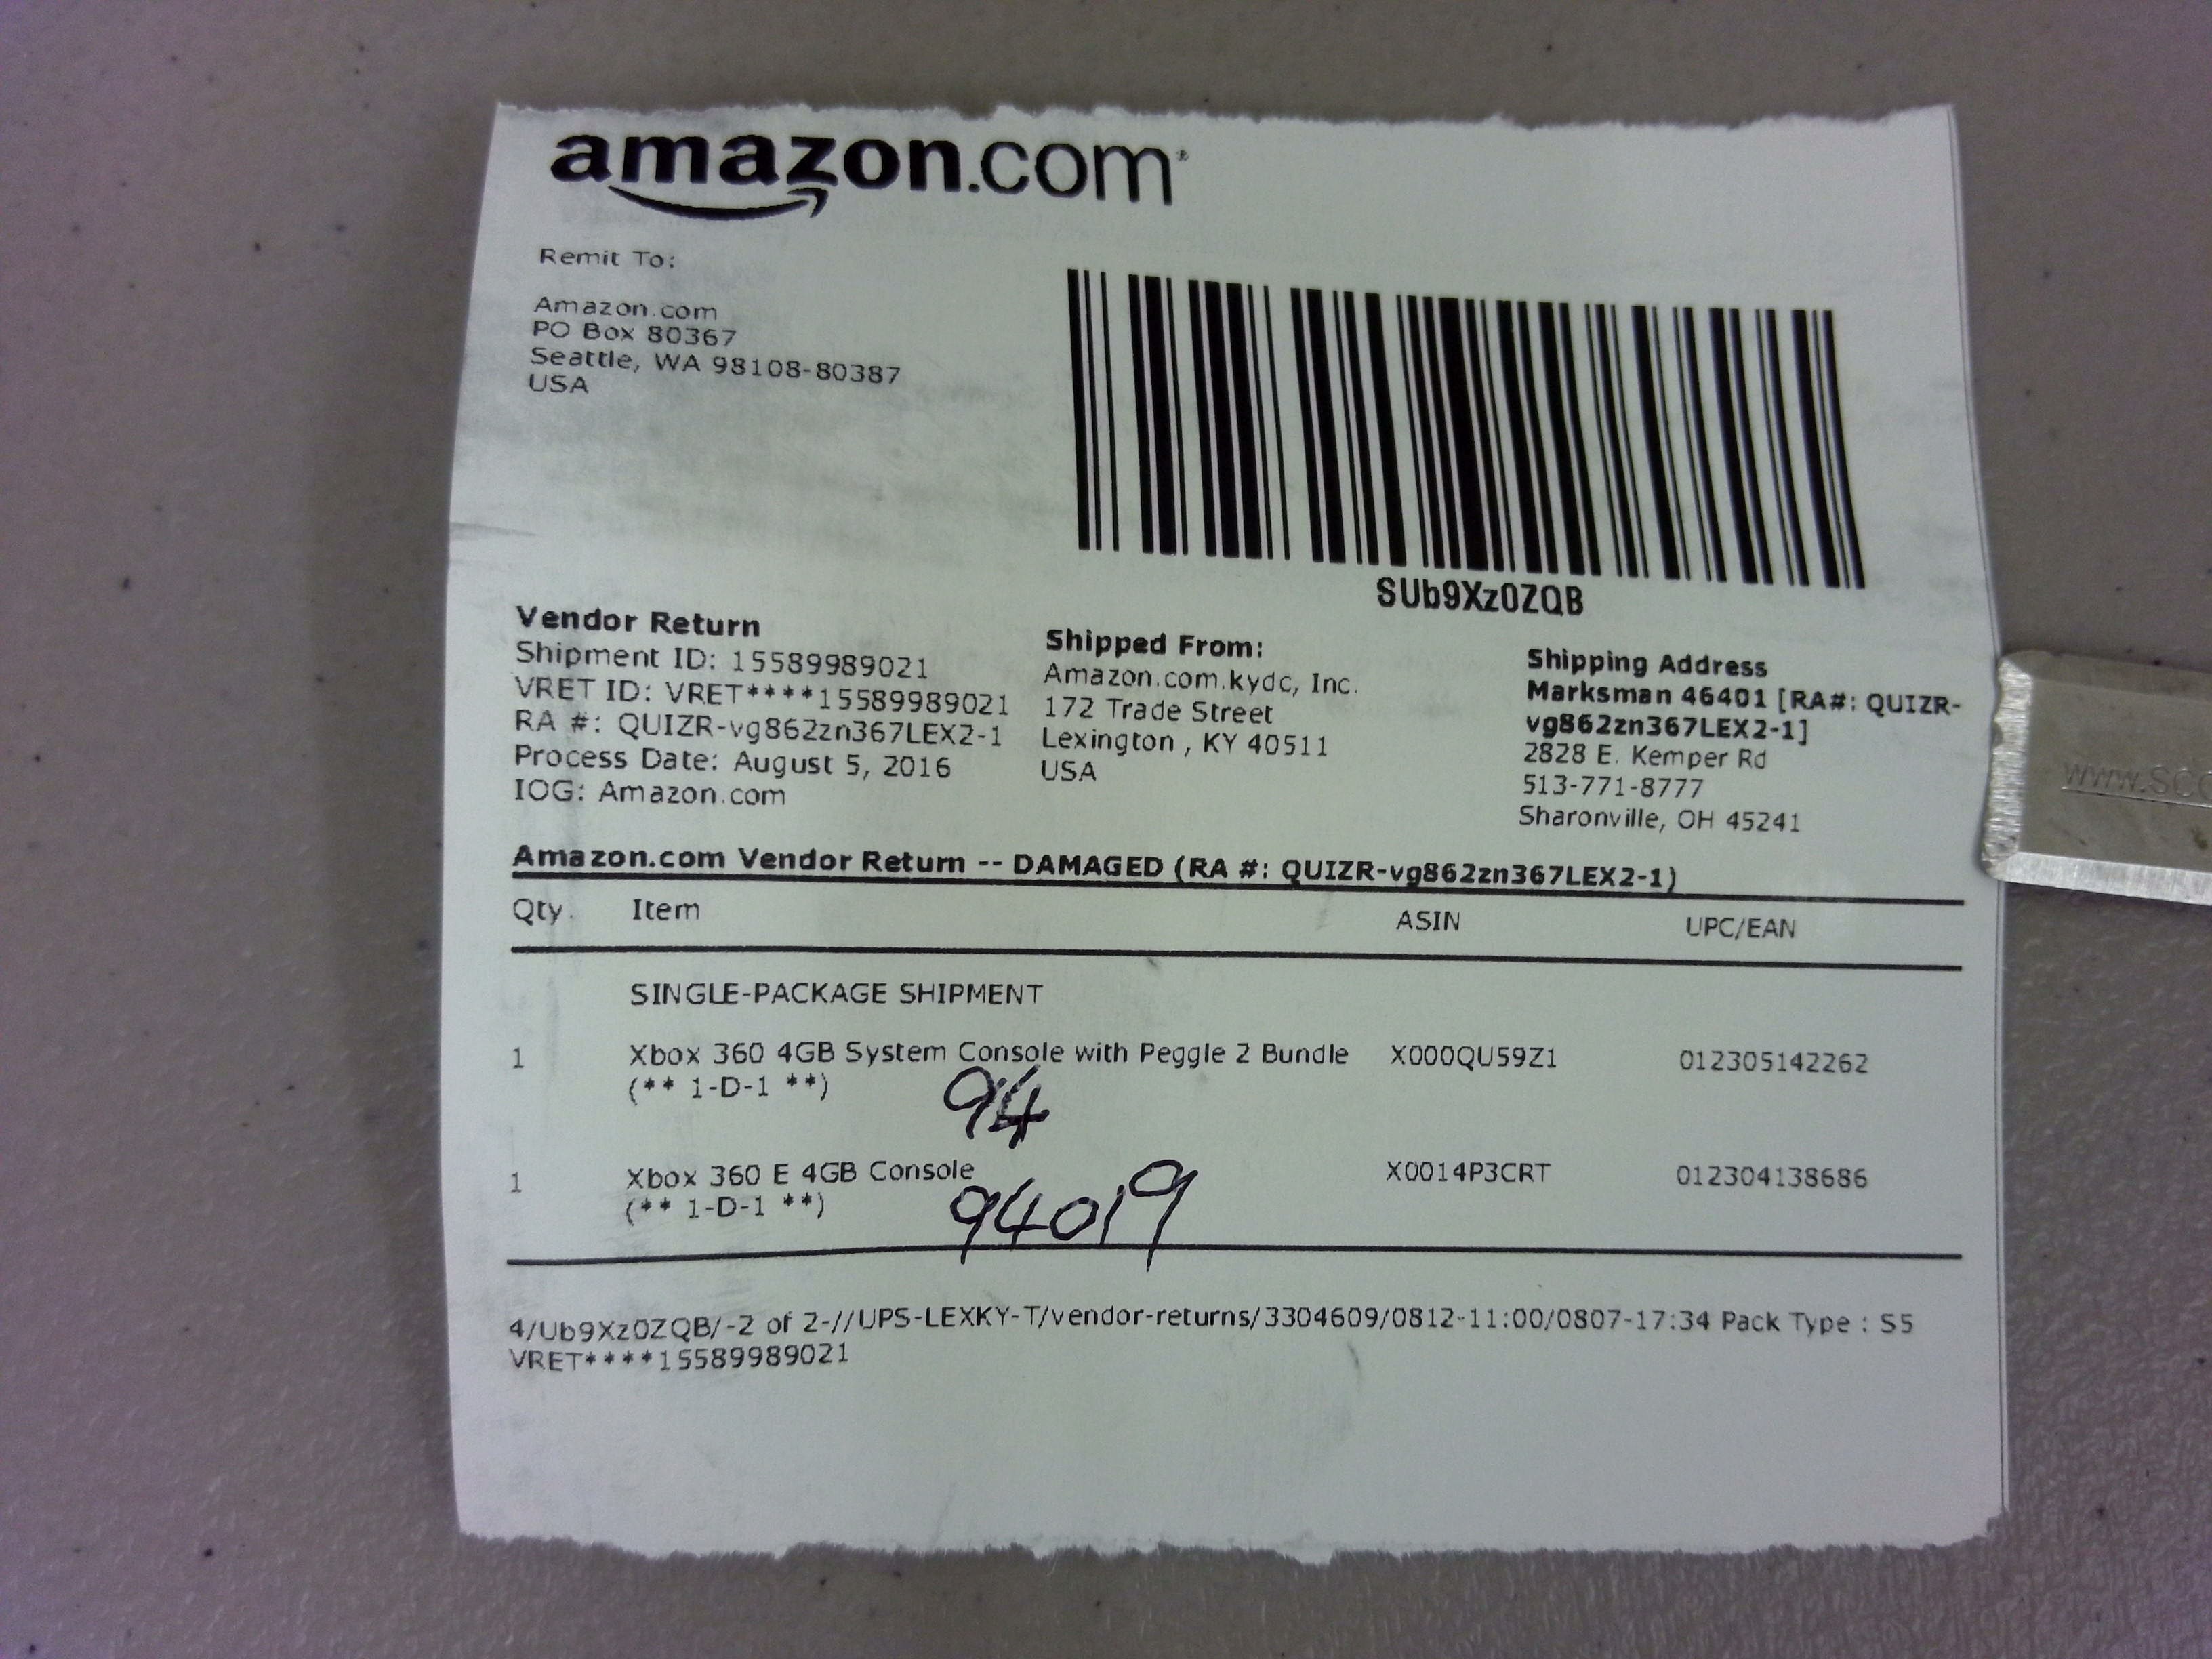 amazon.com
Remit To:
Amazon.com
PO Box 80367
Seattle, WA 98108-80387
USA
SUb9Xz0ZQB
Vendor Return
Shipment ID: 15589989021
VRET ID: VRET****15589989021
RA #: QUIZR-vg862zn367LEX2-1
Process Date: August 5, 2016
IOG: Amazon.com
Shipped From:
Amazon.com.kydc, Inc.
172 Trade Street
Lexington , KY 40511
USA
Shipping Address
Marksman 46401 [RA#: QUIZR-
vg862zn367LEX2-1]
2828 E. Kemper Rd
513-771-8777
Sharonville, OH 45241
Amazon.com Vendor Return -- DAMAGED (RA #: QUIZR-vg862zn367LEX2-1)
Qty. Item ASIN UPC/EAN
SINGLE-PACKAGE SHIPMENT
1 Xbox 360 4GB System Console with Peggle 2 Bundle X000QU59Z1 012305142262
(** 1-D-1 **)
94
1 Xbox 360 E 4GB Console X0014P3CRT 012304138686
(** 1-D-1 **)
94019
4/Ub9Xz0ZQB/-2 of 2-//UPS-LEXKY-T/vendor-returns/3304609/0812-11:00/0807-17:34 Pack Type : S5
VRET****15589989021